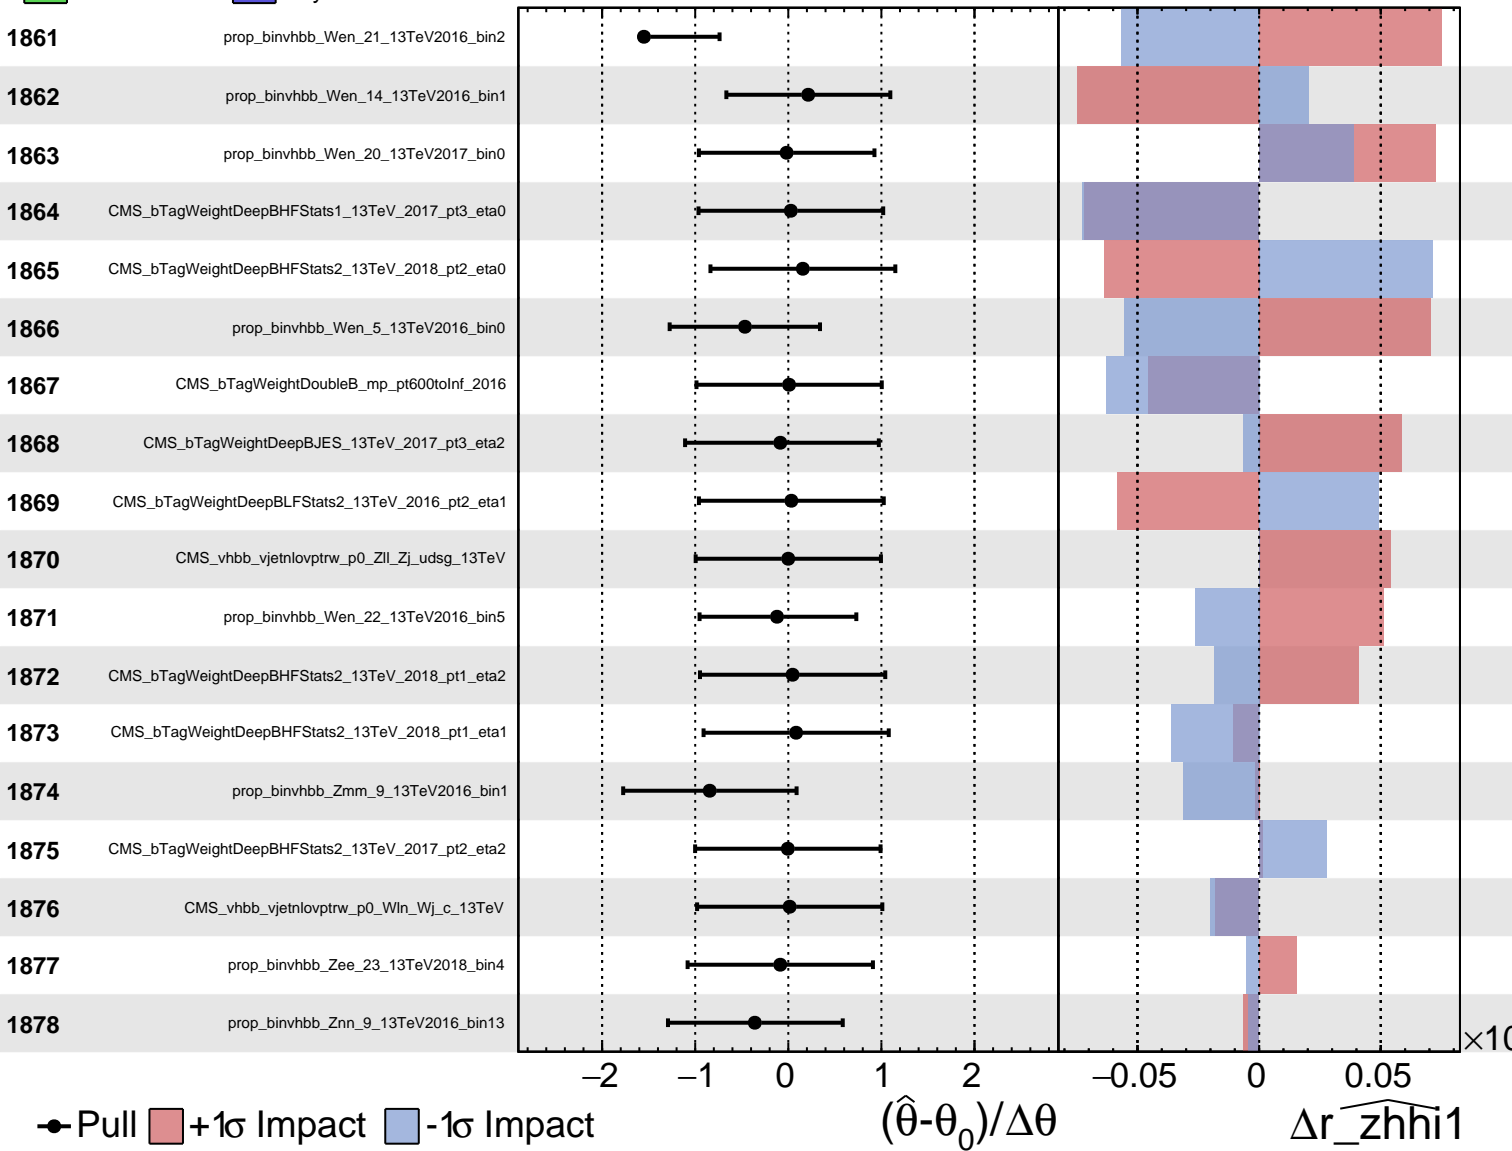 1861 prop_binvhbb_Wen_21_13TeV2016_bin2
1862 prop_binvhbb_Wen_14_13TeV2016_bin1
1863 prop_binvhbb_Wen_20_13TeV2017_bin0
1864 CMS_bTagWeightDeepBHFStats1_13TeV_2017_pt3_eta0
1865 CMS_bTagWeightDeepBHFStats2_13TeV_2018_pt2_eta0
1866 prop_binvhbb_Wen_5_13TeV2016_bin0
1867 CMS_bTagWeightDoubleB_mp_pt600toInf_2016
1868 CMS_bTagWeightDeepBJES_13TeV_2017_pt3_eta2
1869 CMS_bTagWeightDeepBLFStats2_13TeV_2016_pt2_eta1
1870 CMS_vhbb_vjetnlovptrw_p0_Zll_Zj_udsg_13TeV
1871 prop_binvhbb_Wen_22_13TeV2016_bin5
1872 CMS_bTagWeightDeepBHFStats2_13TeV_2018_pt1_eta2
1873 CMS_bTagWeightDeepBHFStats2_13TeV_2018_pt1_eta1
1874 prop_binvhbb_Zmm_9_13TeV2016_bin1
1875 CMS_bTagWeightDeepBHFStats2_13TeV_2017_pt2_eta2
1876 CMS_vhbb_vjetnlovptrw_p0_Wln_Wj_c_13TeV
1877 prop_binvhbb_Zee_23_13TeV2018_bin4
1878 prop_binvhbb_Znn_9_13TeV2016_bin13
×10
−2 −1 0 1 2 −0.05 0 0.05
Pull +1σ Impact -1σ Impact (θ̂-θ₀)/Δθ Δr_zhhi1